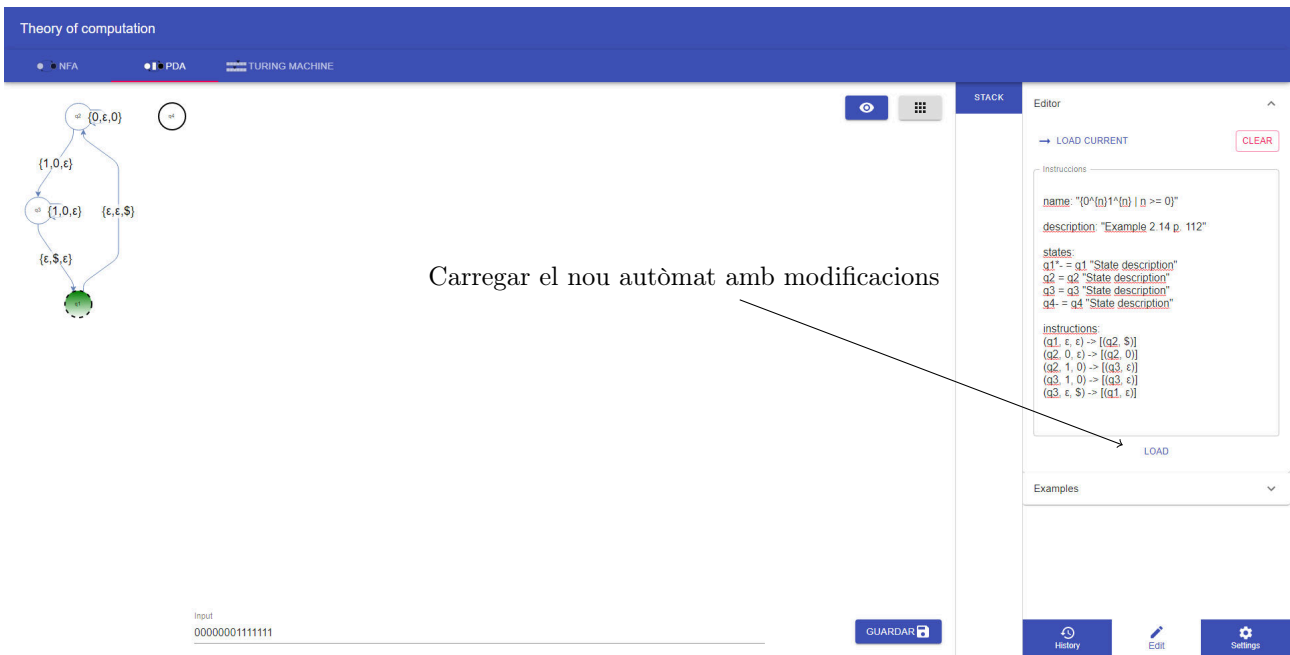 Theory of computation
NFA
PDA
TURING MACHINE
q2
{0,ε,0}
q4
{1,0,ε}
q3
{1,0,ε}
{ε,ε,$}
{ε,$,ε}
q1
Carregar el nou autòmat amb modificacions
STACK
Editor
LOAD CURRENT
CLEAR
Instruccions
name: "{0^{n}1^{n} | n >= 0}"
description: "Example 2.14 p. 112"
states:
q1*- = q1 "State description"
q2 = q2 "State description"
q3 = q3 "State description"
q4- = q4 "State description"
instructions:
(q1, ε, ε) -> [(q2, $)]
(q2, 0, ε) -> [(q2, 0)]
(q2, 1, 0) -> [(q3, ε)]
(q3, 1, 0) -> [(q3, ε)]
(q3, ε, $) -> [(q1, ε)]
LOAD
Examples
Input
00000001111111
GUARDAR
History
Edit
Settings